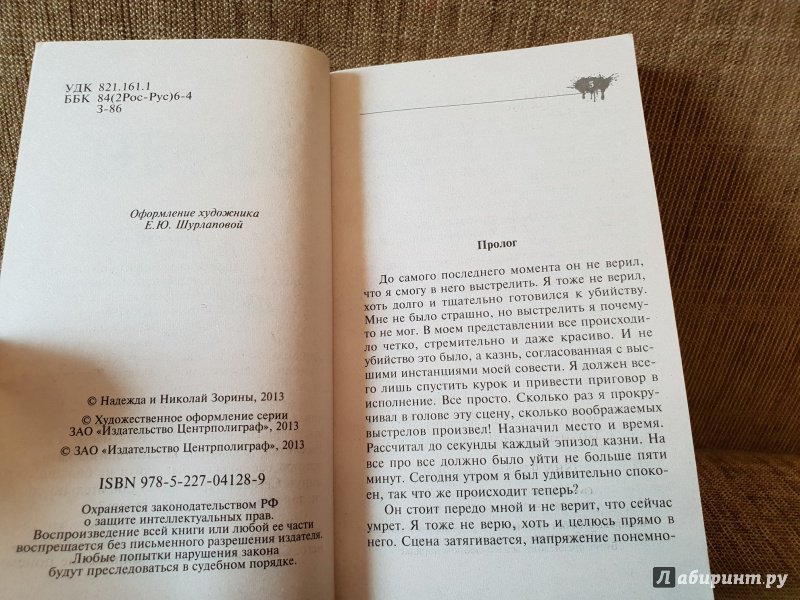 УДК 821.161.1
ББК 84(2Рос-Рус)6-4
З-86
Оформление художника
Е.Ю. Шурлаповой
© Надежда и Николай Зорины, 2013
© Художественное оформление серии
ЗАО «Издательство Центрполиграф», 2013
© ЗАО «Издательство Центрполиграф», 2013
ISBN 978-5-227-04128-9
Охраняется законодательством РФ
о защите интеллектуальных прав.
Воспроизведение всей книги или любой ее части
воспрещается без письменного разрешения издателя.
Любые попытки нарушения закона
будут преследоваться в судебном порядке.
5
Пролог
До самого последнего момента он не верил,
что я смогу в него выстрелить. Я тоже не верил,
хоть долго и тщательно готовился к убийству.
Мне не было страшно, но выстрелить я почему-
то не мог. В моем представлении все происходи-
ло четко, стремительно и даже красиво. И не
убийство это было, а казнь, согласованная с выс-
шими инстанциями моей совести. Я должен все-
го лишь спустить курок и привести приговор в
исполнение. Все просто. Сколько раз я прокру-
чивал в голове эту сцену, сколько воображаемых
выстрелов произвел! Назначил место и время.
Рассчитал до секунды каждый эпизод казни. На
все про все должно было уйти не больше пяти
минут. Сегодня утром я был удивительно споко-
ен, так что же происходит теперь?
Он стоит передо мной и не верит, что сейчас
умрет. Я тоже не верю, хоть и целюсь прямо в
него. Сцена затягивается, напряжение понемно-
Лабиринт.ру